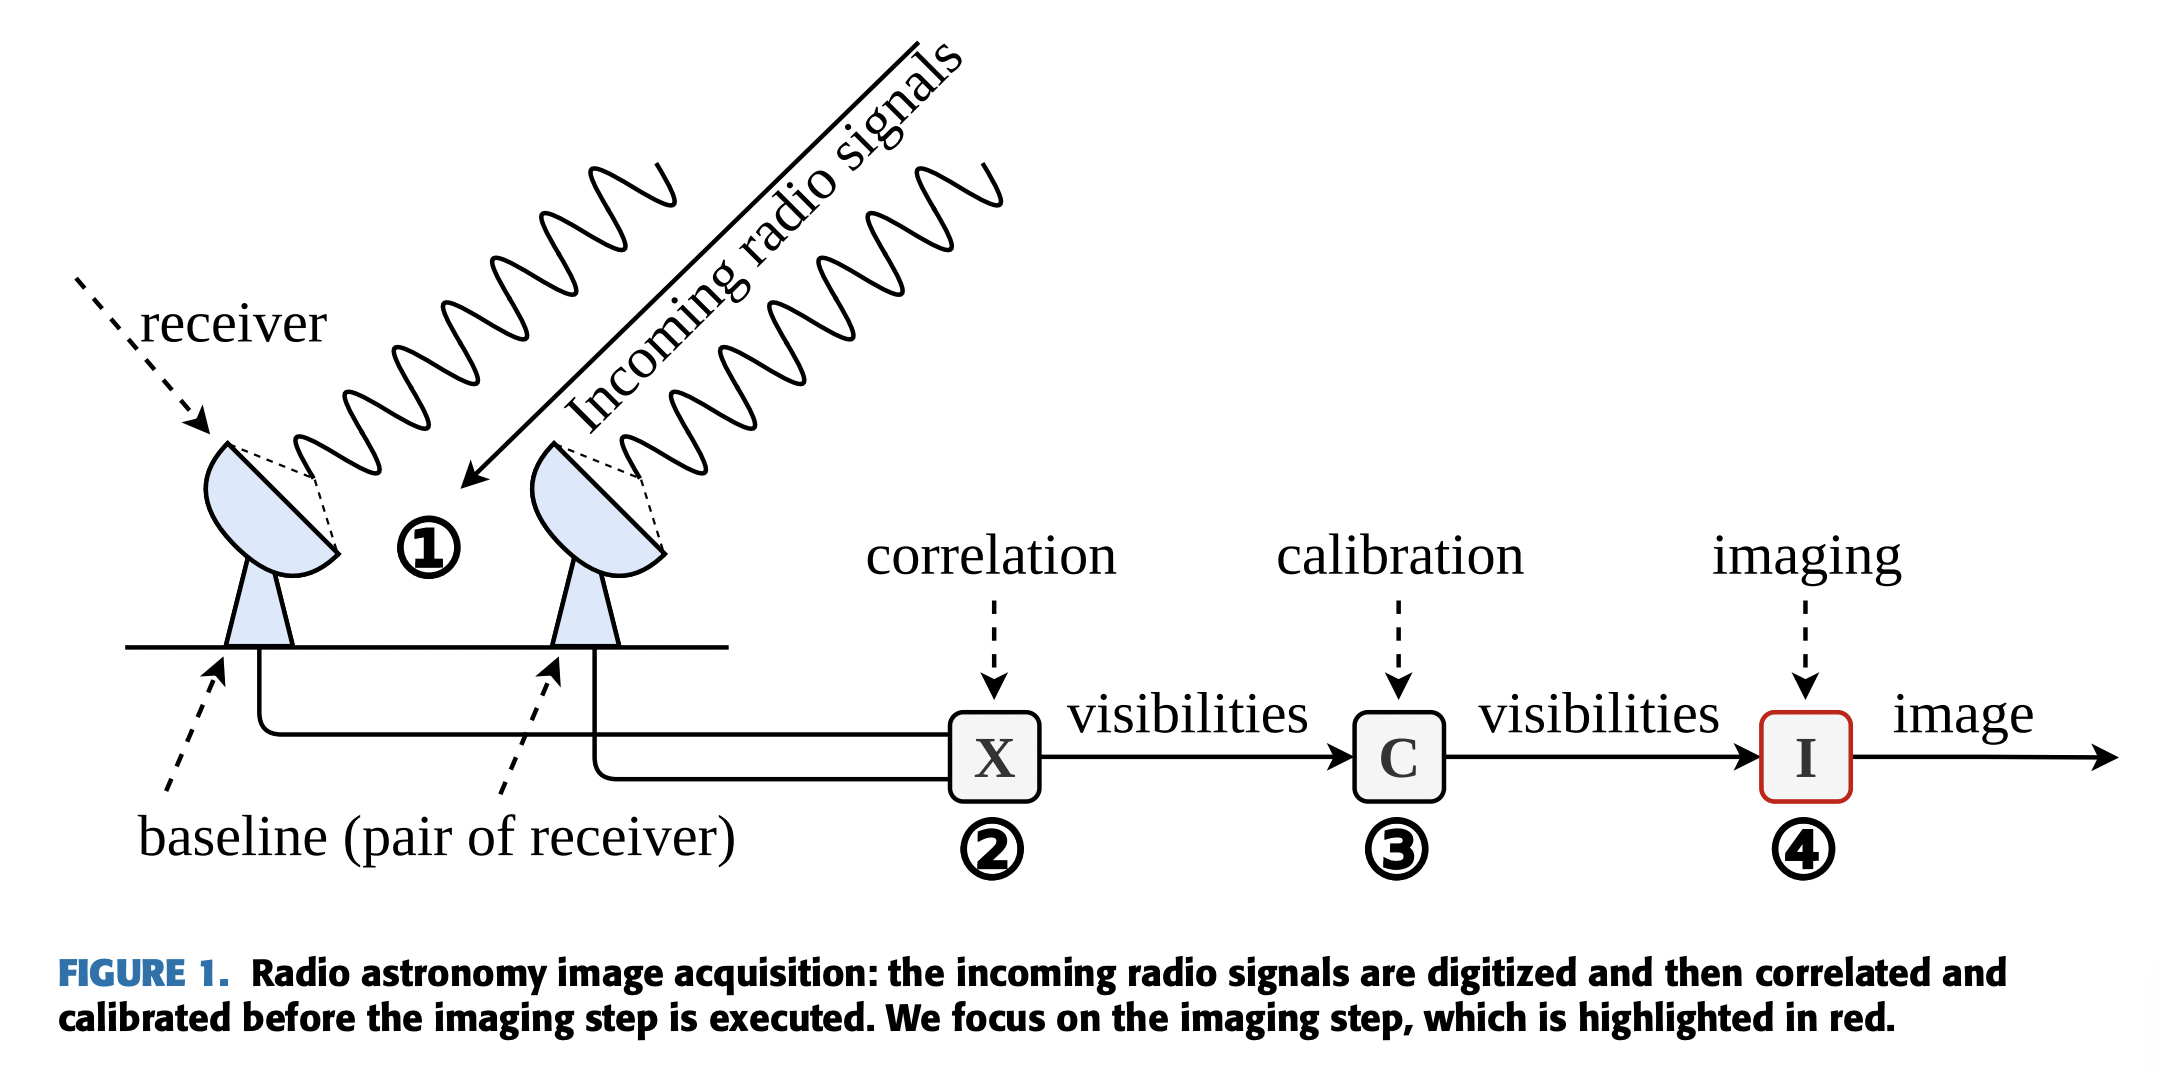 Incoming radio signals
receiver
①
correlation
calibration
imaging
visibilities
visibilities
image
X
C
I
baseline (pair of receiver)
②
③
④
FIGURE 1. Radio astronomy image acquisition: the incoming radio signals are digitized and then correlated and
calibrated before the imaging step is executed. We focus on the imaging step, which is highlighted in red.